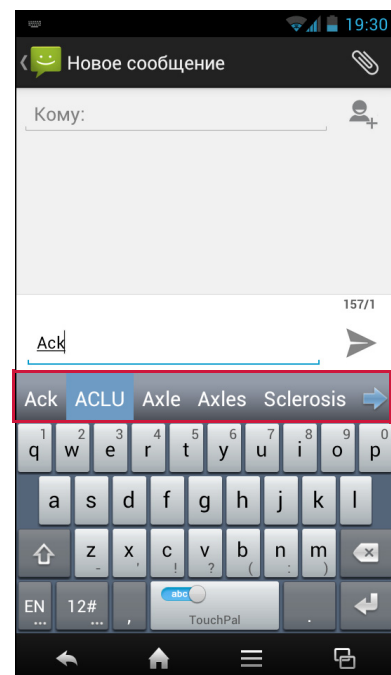 19:30
Новое сообщение
Кому:
157/1
Ack
Ack ACLU Axle Axles Sclerosis
1 2 3 4 5 6 7 8 9 0
q w e r t y u i o p
a s d f g h j k l
z x c v b n m
- ' ! ? ( : )
EN 12# , abc .
... ... TouchPal